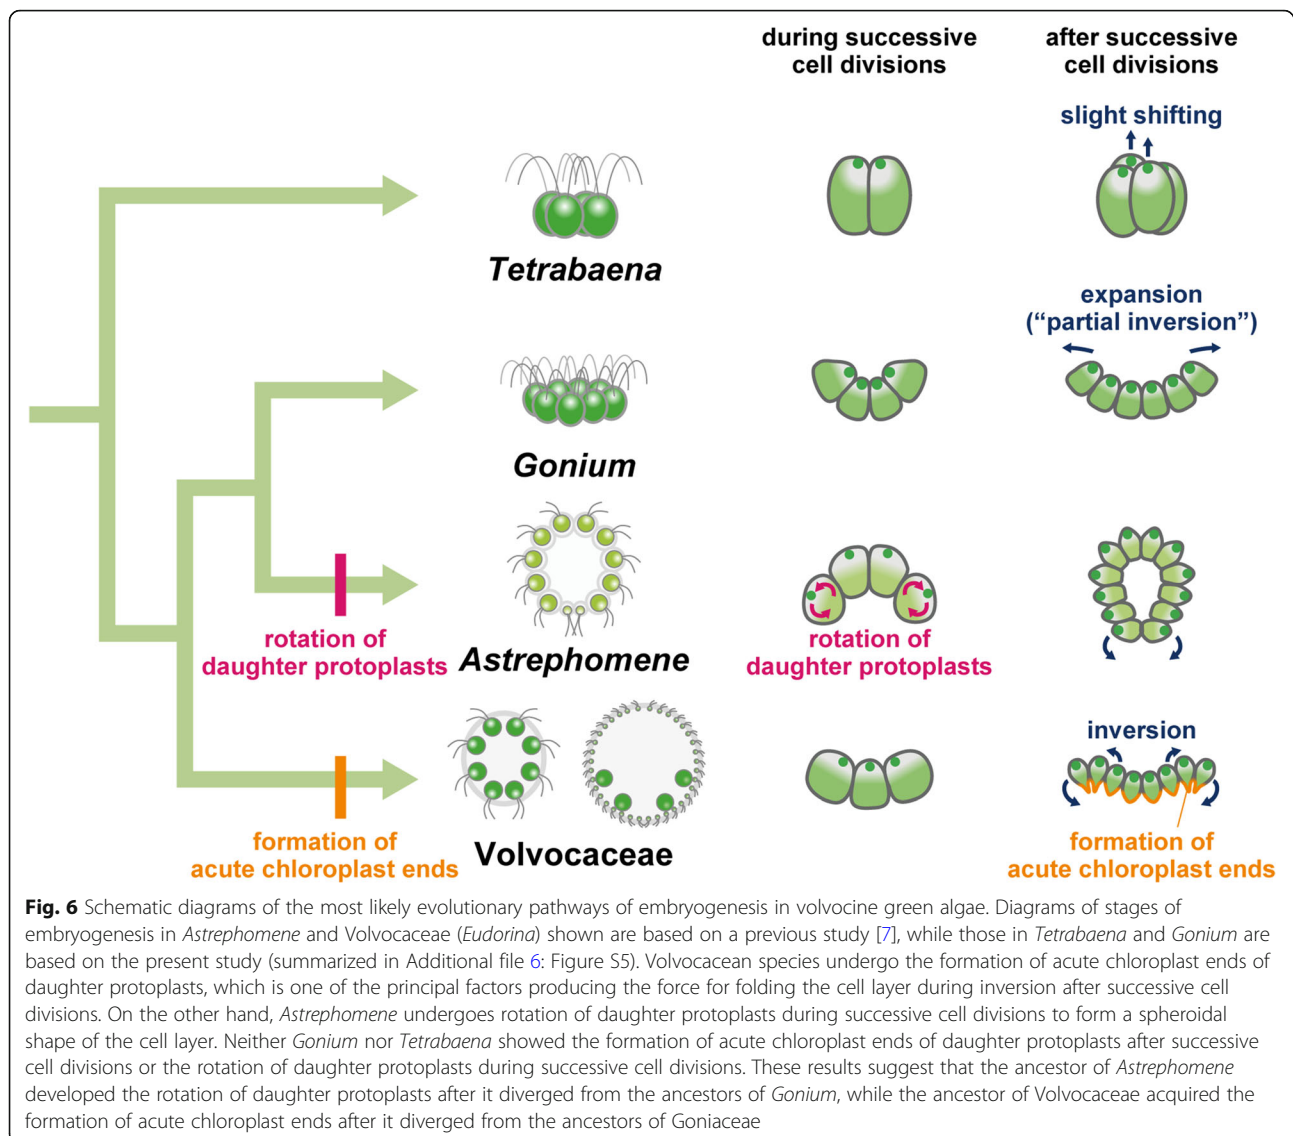 during successive
cell divisions
after successive
cell divisions
slight shifting
Tetrabaena
expansion
(“partial inversion”)
Gonium
rotation of
daughter protoplasts
Astrephomene
rotation of
daughter protoplasts
inversion
formation of
acute chloroplast ends
Volvocaceae
formation of
acute chloroplast ends
Fig. 6 Schematic diagrams of the most likely evolutionary pathways of embryogenesis in volvocine green algae. Diagrams of stages of
embryogenesis in Astrephomene and Volvocaceae (Eudorina) shown are based on a previous study [7], while those in Tetrabaena and Gonium are
based on the present study (summarized in Additional file 6: Figure S5). Volvocacean species undergo the formation of acute chloroplast ends of
daughter protoplasts, which is one of the principal factors producing the force for folding the cell layer during inversion after successive cell
divisions. On the other hand, Astrephomene undergoes rotation of daughter protoplasts during successive cell divisions to form a spheroidal
shape of the cell layer. Neither Gonium nor Tetrabaena showed the formation of acute chloroplast ends of daughter protoplasts after successive
cell divisions or the rotation of daughter protoplasts during successive cell divisions. These results suggest that the ancestor of Astrephomene
developed the rotation of daughter protoplasts after it diverged from the ancestors of Gonium, while the ancestor of Volvocaceae acquired the
formation of acute chloroplast ends after it diverged from the ancestors of Goniaceae